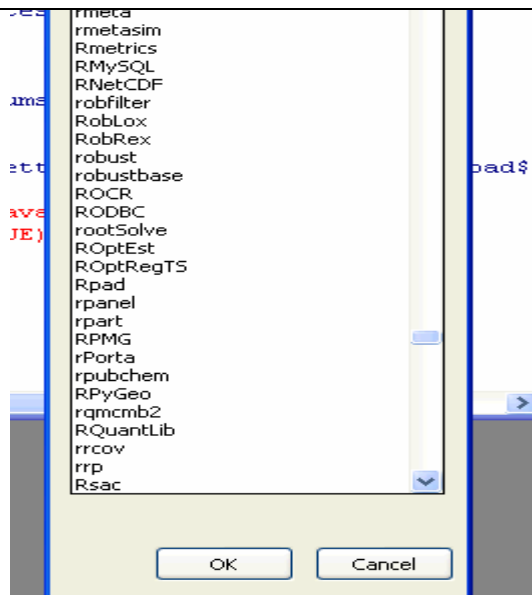 rmeta
rmetasim
Rmetrics
RMySQL
RNetCDF
robfilter
RobLox
RobRex
robust
robustbase
ROCR
RODBC
rootSolve
ROptEst
ROptRegTS
Rpad
rpanel
rpart
RPMG
rPorta
rpubchem
RPyGeo
rqmcmb2
RQuantLib
rrcov
rrp
Rsac
OK Cancel